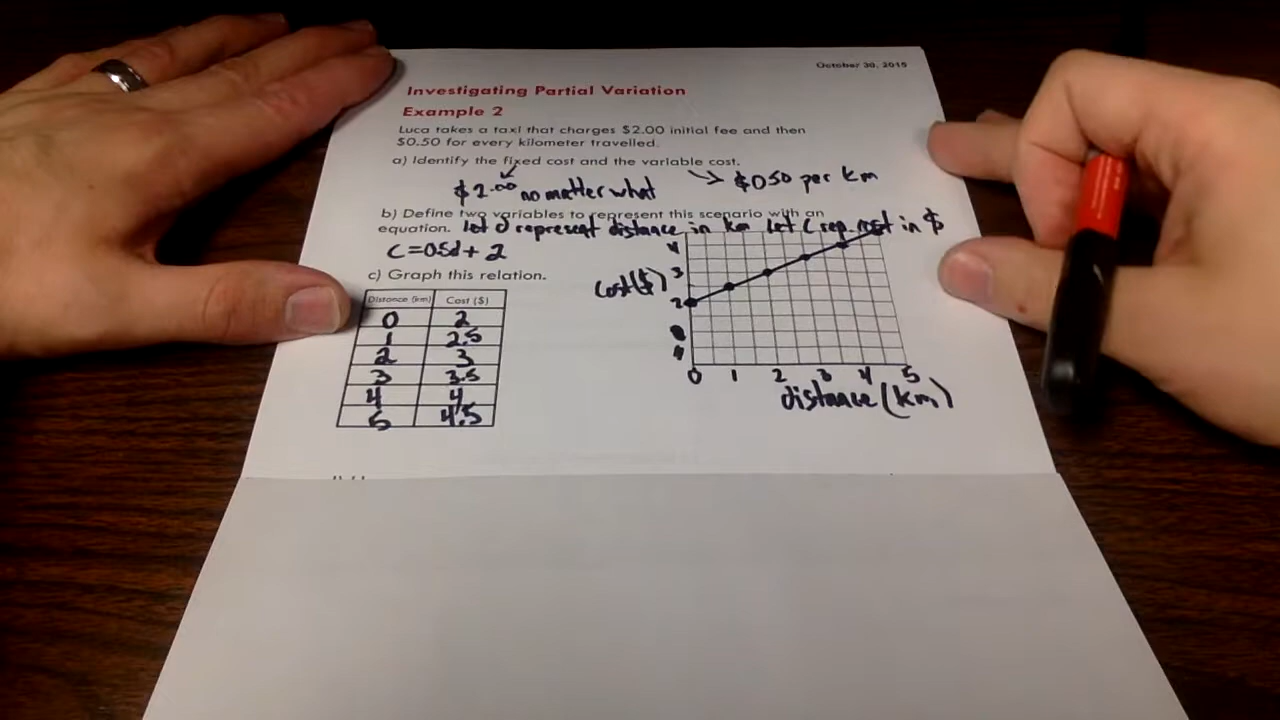 October 30, 2015
Investigating Partial Variation
Example 2
Luca takes a taxi that charges $2.00 initial fee and then
$0.50 for every kilometer travelled.
a) Identify the fixed cost and the variable cost.
$2.00 no matter what → $0.50 per km
b) Define two variables to represent this scenario with an
equation. Let d represent distance in km Let C rep. cost in $
C=0.5d+2
c) Graph this relation.
Distance (km) Cost ($)
0 2
1 2.5
2 3
3 3.5
4 4
5 4.5
Cost($)
4
3
2
0 1 2 3 4 5
distance (km)